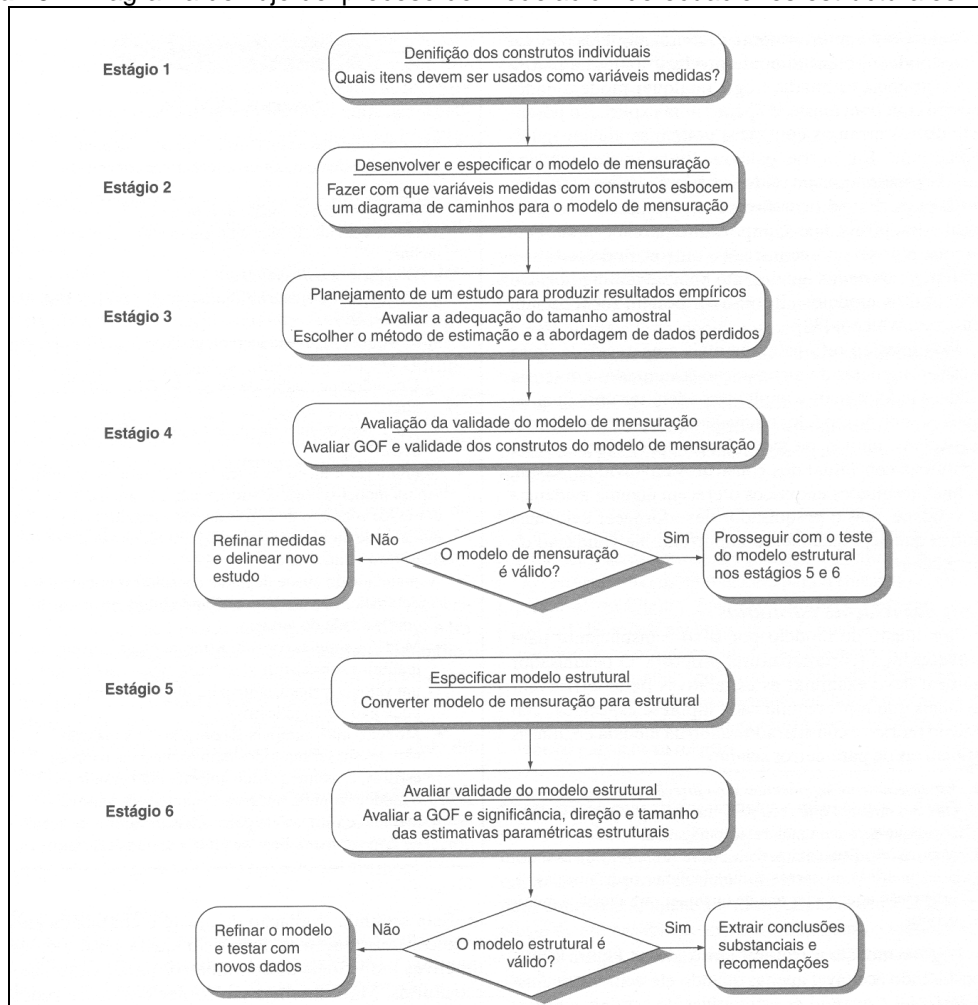 Estágio 1
Denifição dos construtos individuais
Quais itens devem ser usados como variáveis medidas?
Estágio 2
Desenvolver e especificar o modelo de mensuração
Fazer com que variáveis medidas com construtos esbocem
um diagrama de caminhos para o modelo de mensuração
Estágio 3
Planejamento de um estudo para produzir resultados empíricos
Avaliar a adequação do tamanho amostral
Escolher o método de estimação e a abordagem de dados perdidos
Estágio 4
Avaliação da validade do modelo de mensuração
Avaliar GOF e validade dos construtos do modelo de mensuração
Refinar medidas
e delinear novo
estudo
Não
O modelo de mensuração
é válido?
Sim
Prosseguir com o teste
do modelo estrutural
nos estágios 5 e 6
Estágio 5
Especificar modelo estrutural
Converter modelo de mensuração para estrutural
Estágio 6
Avaliar validade do modelo estrutural
Avaliar a GOF e significância, direção e tamanho
das estimativas paramétricas estruturais
Refinar o modelo
e testar com
novos dados
Não
O modelo estrutural é
válido?
Sim
Extrair conclusões
substanciais e
recomendações